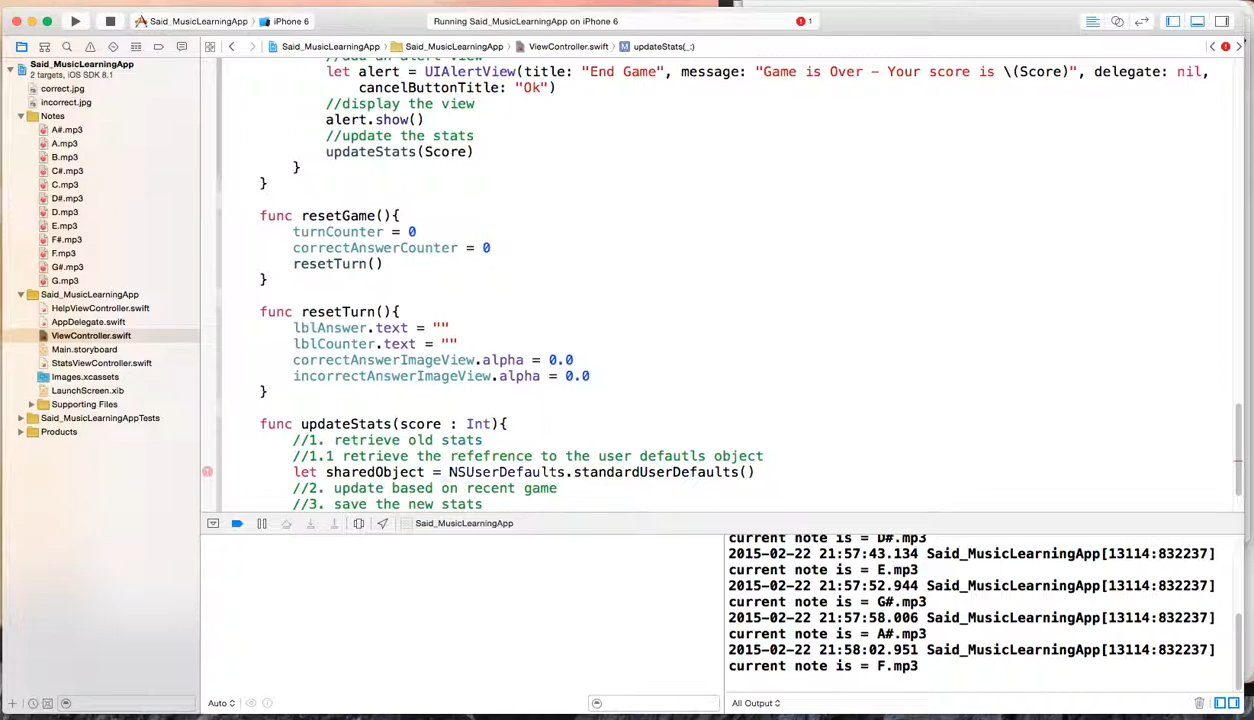 Said_MusicLearningApp
iPhone 6
Running Said_MusicLearningApp on iPhone 6
1
Said_MusicLearningApp
Said_MusicLearningApp
ViewController.swift
M
updateStats(_:)
Said_MusicLearningApp
2 targets, iOS SDK 8.1
correct.jpg
incorrect.jpg
Notes
A#.mp3
A.mp3
B.mp3
C#.mp3
C.mp3
D#.mp3
D.mp3
E.mp3
F#.mp3
F.mp3
G#.mp3
G.mp3
Said_MusicLearningApp
HelpViewController.swift
AppDelegate.swift
ViewController.swift
Main.storyboard
StatsViewController.swift
Images.xcassets
LaunchScreen.xib
Supporting Files
Said_MusicLearningAppTests
Products
//add an alert view
let alert = UIAlertView(title: "End Game", message: "Game is Over - Your score is \(Score)", delegate: nil,
cancelButtonTitle: "Ok")
//display the view
alert.show()
//update the stats
updateStats(Score)
}
}
func resetGame(){
turnCounter = 0
correctAnswerCounter = 0
resetTurn()
}
func resetTurn(){
lblAnswer.text = ""
lblCounter.text = ""
correctAnswerImageView.alpha = 0.0
incorrectAnswerImageView.alpha = 0.0
}
func updateStats(score : Int){
//1. retrieve old stats
//1.1 retrieve the refefrence to the user defautls object
let sharedObject = NSUserDefaults.standardUserDefaults()
//2. update based on recent game
//3. save the new stats
Said_MusicLearningApp
current note is = D#.mp3
2015-02-22 21:57:43.134 Said_MusicLearningApp[13114:832237]
current note is = E.mp3
2015-02-22 21:57:52.944 Said_MusicLearningApp[13114:832237]
current note is = G#.mp3
2015-02-22 21:57:58.006 Said_MusicLearningApp[13114:832237]
current note is = A#.mp3
2015-02-22 21:58:02.951 Said_MusicLearningApp[13114:832237]
current note is = F.mp3
Auto
All Output